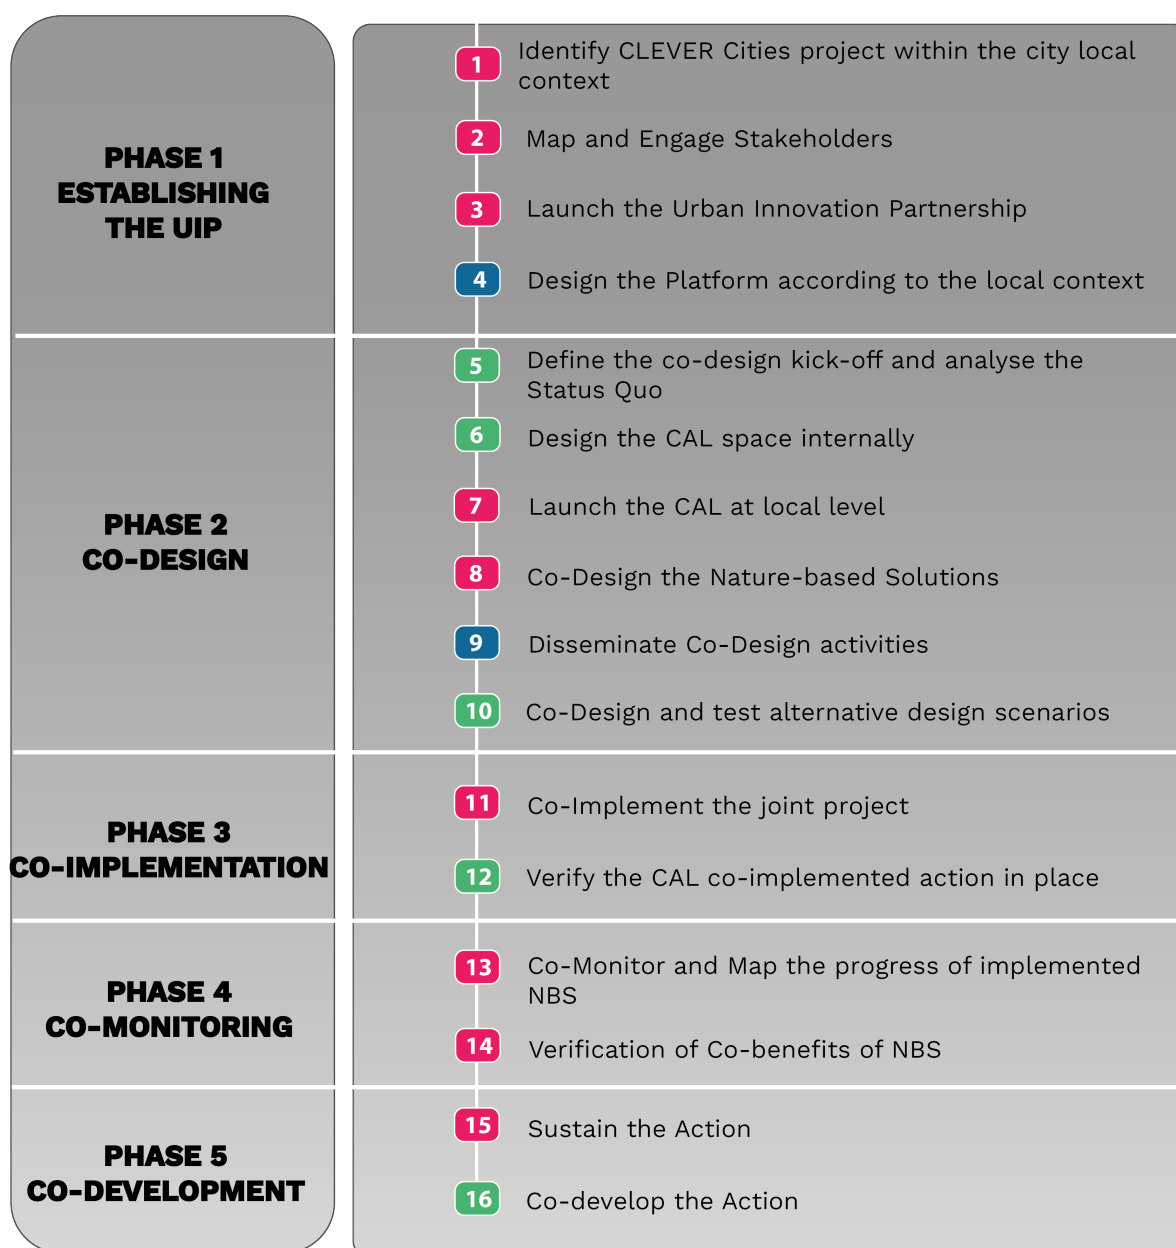 PHASE 1
ESTABLISHING
THE UIP
1
Identify CLEVER Cities project within the city local
context
2
Map and Engage Stakeholders
3
Launch the Urban Innovation Partnership
4
Design the Platform according to the local context
PHASE 2
CO-DESIGN
5
Define the co-design kick-off and analyse the
Status Quo
6
Design the CAL space internally
7
Launch the CAL at local level
8
Co-Design the Nature-based Solutions
9
Disseminate Co-Design activities
10
Co-Design and test alternative design scenarios
PHASE 3
CO-IMPLEMENTATION
11
Co-Implement the joint project
12
Verify the CAL co-implemented action in place
PHASE 4
CO-MONITORING
13
Co-Monitor and Map the progress of implemented
NBS
14
Verification of Co-benefits of NBS
PHASE 5
CO-DEVELOPMENT
15
Sustain the Action
16
Co-develop the Action